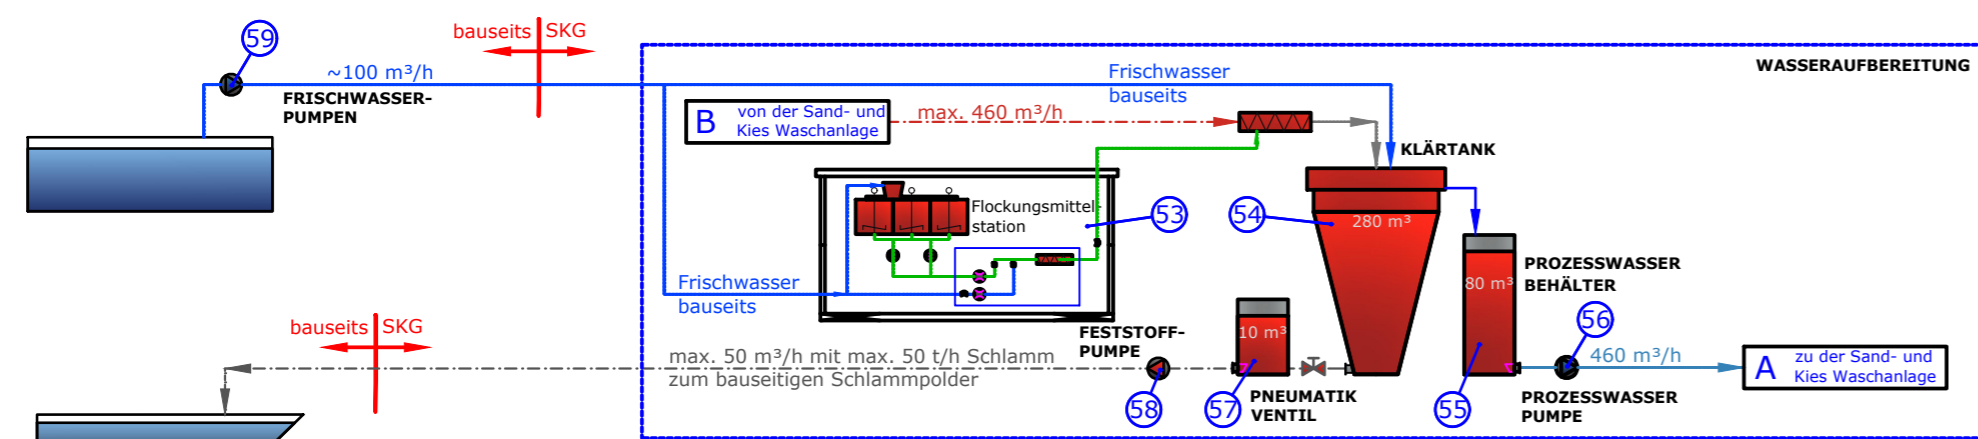 59
bauseits SKG
~100 m³/h
FRISCHWASSER-
PUMPEN
Frischwasser
bauseits
WASSERAUFBEREITUNG
B
von der Sand- und
Kies Waschanlage
max. 460 m³/h
KLÄRTANK
Flockungsmittel-
station
53
54
280 m³
Frischwasser
bauseits
PROZESSWASSER
BEHÄLTER
80 m³
bauseits SKG
max. 50 m³/h mit max. 50 t/h Schlamm
zum bauseitigen Schlammpolder
FESTSTOFF-
PUMPE
58
10 m³
57
PNEUMATIK
VENTIL
55
56
460 m³/h
PROZESSWASSER
PUMPE
A
zu der Sand- und
Kies Waschanlage